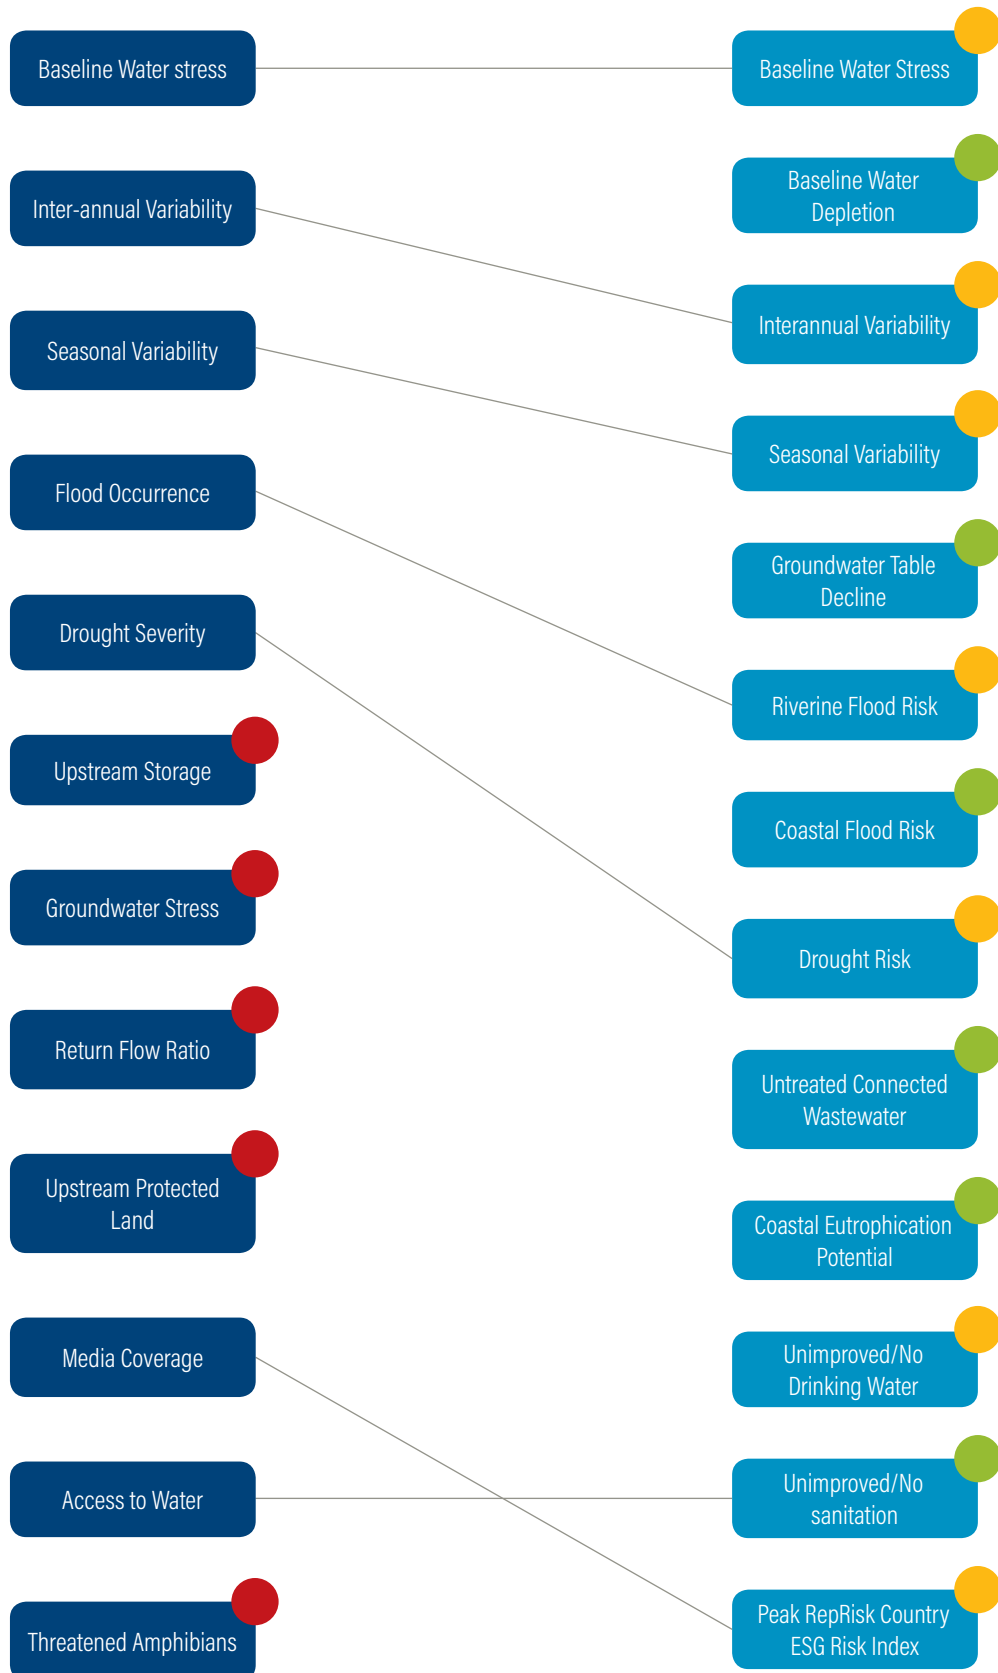 Baseline Water stress
Inter-annual Variability
Seasonal Variability
Flood Occurrence
Drought Severity
Upstream Storage
Groundwater Stress
Return Flow Ratio
Upstream Protected
Land
Media Coverage
Access to Water
Threatened Amphibians
Baseline Water Stress
Baseline Water
Depletion
Interannual Variability
Seasonal Variability
Groundwater Table
Decline
Riverine Flood Risk
Coastal Flood Risk
Drought Risk
Untreated Connected
Wastewater
Coastal Eutrophication
Potential
Unimproved/No
Drinking Water
Unimproved/No
sanitation
Peak RepRisk Country
ESG Risk Index